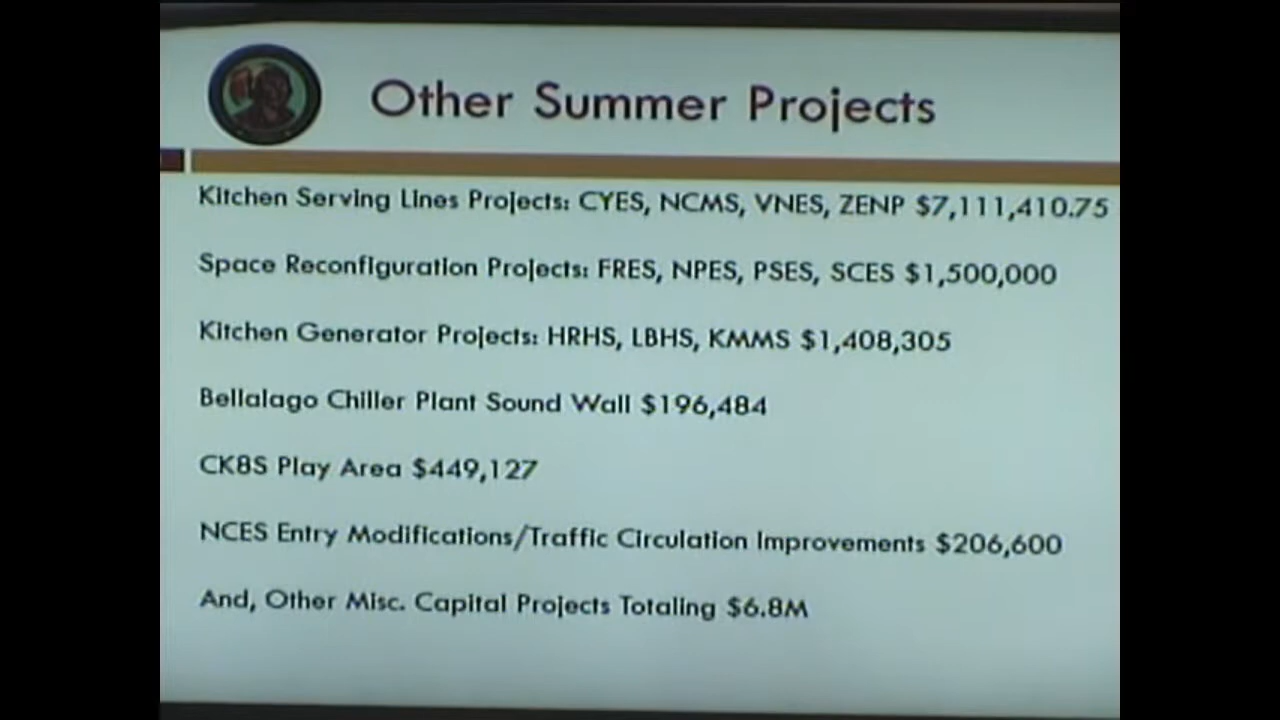 Other Summer Projects
Kitchen Serving Lines Projects: CYES, NCMS, VNES, ZENP $7,111,410.75
Space Reconfiguration Projects: FRES, NPES, PSES, SCES $1,500,000
Kitchen Generator Projects: HRHS, LBHS, KMMS $1,408,305
Bellalago Chiller Plant Sound Wall $196,484
CK8S Play Area $449,127
NCES Entry Modifications/Traffic Circulation Improvements $206,600
And, Other Misc. Capital Projects Totaling $6.8M